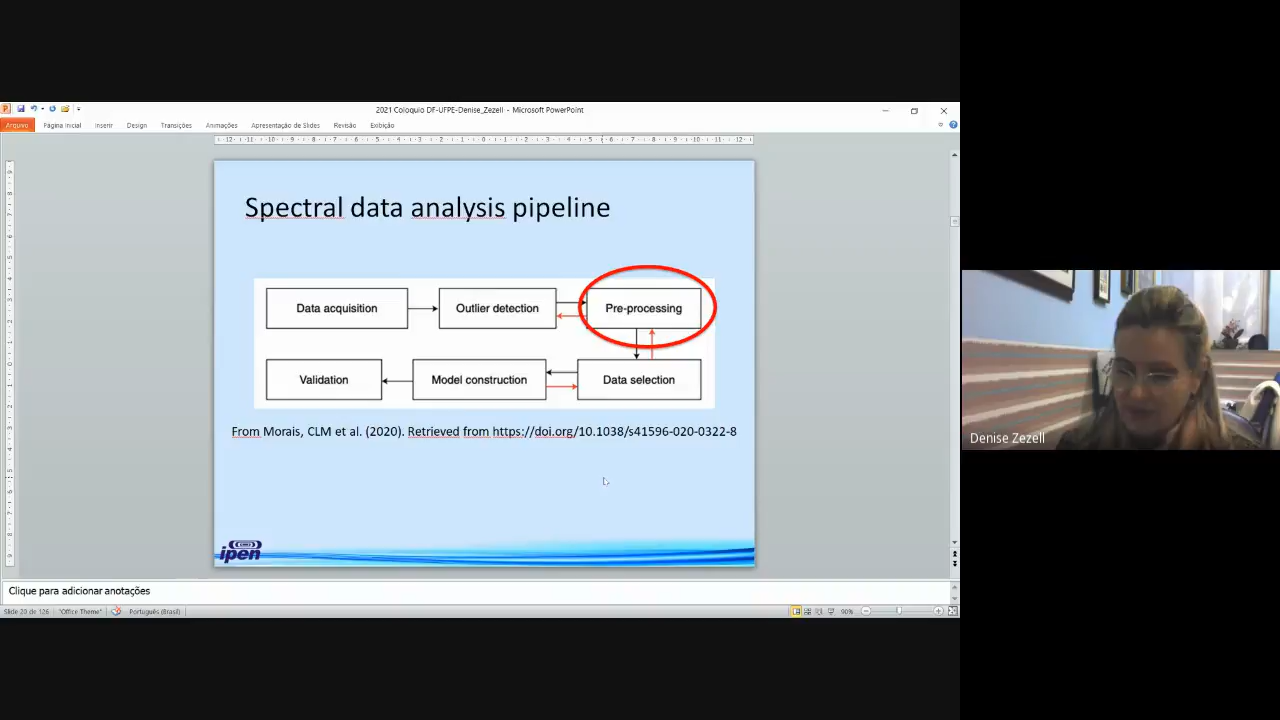 2021 Coloquio DF-UFPE-Denise_Zezell - Microsoft PowerPoint
Arquivo Página Inicial Inserir Design Transições Animações Apresentação de Slides Revisão Exibição
Spectral data analysis pipeline
Data acquisition Outlier detection Pre-processing
Validation Model construction Data selection
From Morais, CLM et al. (2020). Retrieved from https://doi.org/10.1038/s41596-020-0322-8
Denise Zezell
ipen
Clique para adicionar anotações
Slide 20 de 126 "Office Theme" Português (Brasil) 90%